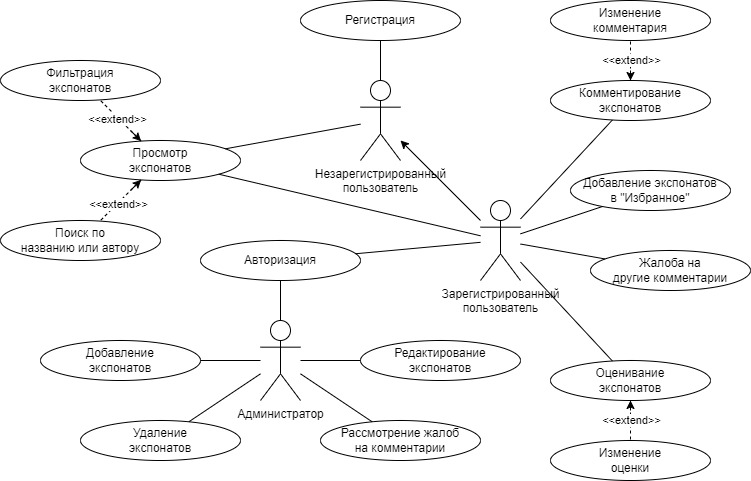 Регистрация
Изменение
комментария
<<extend>>
Фильтрация
экспонатов
<<extend>>
Комментирование
экспонатов
Просмотр
экспонатов
Незарегистрированный
пользователь
Добавление экспонатов
в "Избранное"
<<extend>>
Поиск по
названию или автору
Авторизация
Жалоба на
другие комментарии
Зарегистрированный
пользователь
Добавление
экспонатов
Редактирование
экспонатов
Оценивание
экспонатов
Администратор
<<extend>>
Удаление
экспонатов
Рассмотрение жалоб
на комментарии
Изменение
оценки